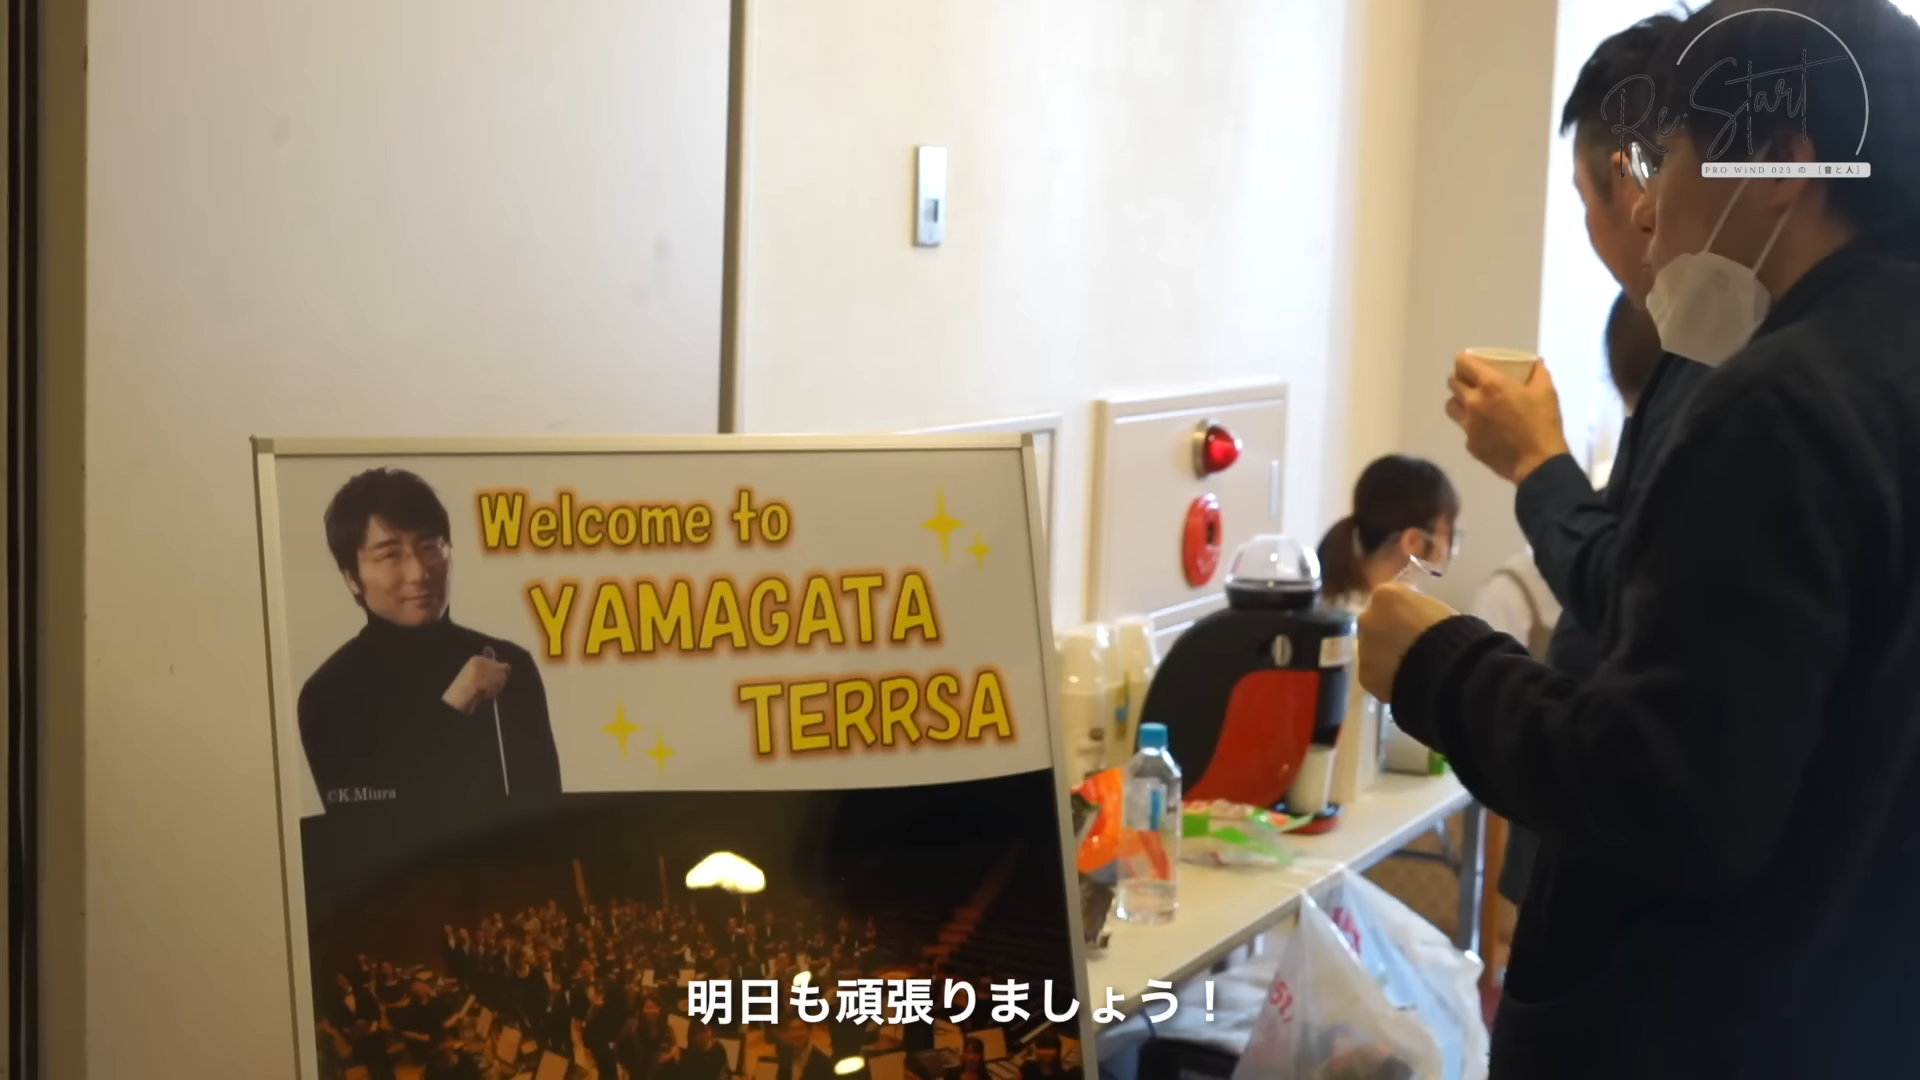 Re:Start
PRO WiND 023 の [音と人]
Welcome to
YAMAGATA
TERRSA
©K.Miura
明日も頑張りましょう！